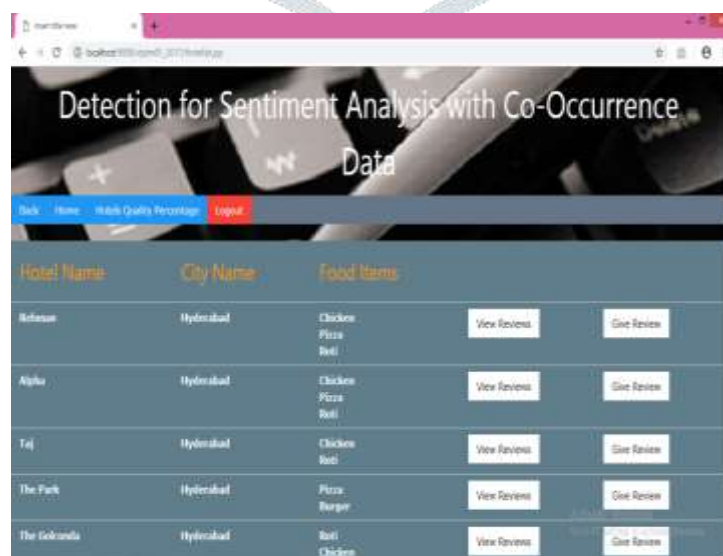 Detection for Sentiment Analysis with Co-Occurrence
Data
Back Home Hotels Quality Percentage Logout
Hotel Name City Name Food Items
Hyderabad Chicken View Reviews Give Review
Pizza
Roti
Alpha Hyderabad Chicken View Reviews Give Review
Pizza
Roti
Taj Hyderabad Chicken View Reviews Give Review
Roti
The Park Hyderabad Pizza View Reviews Give Review
Burger
The Golconda Hyderabad Roti View Reviews Give Review
Chicken